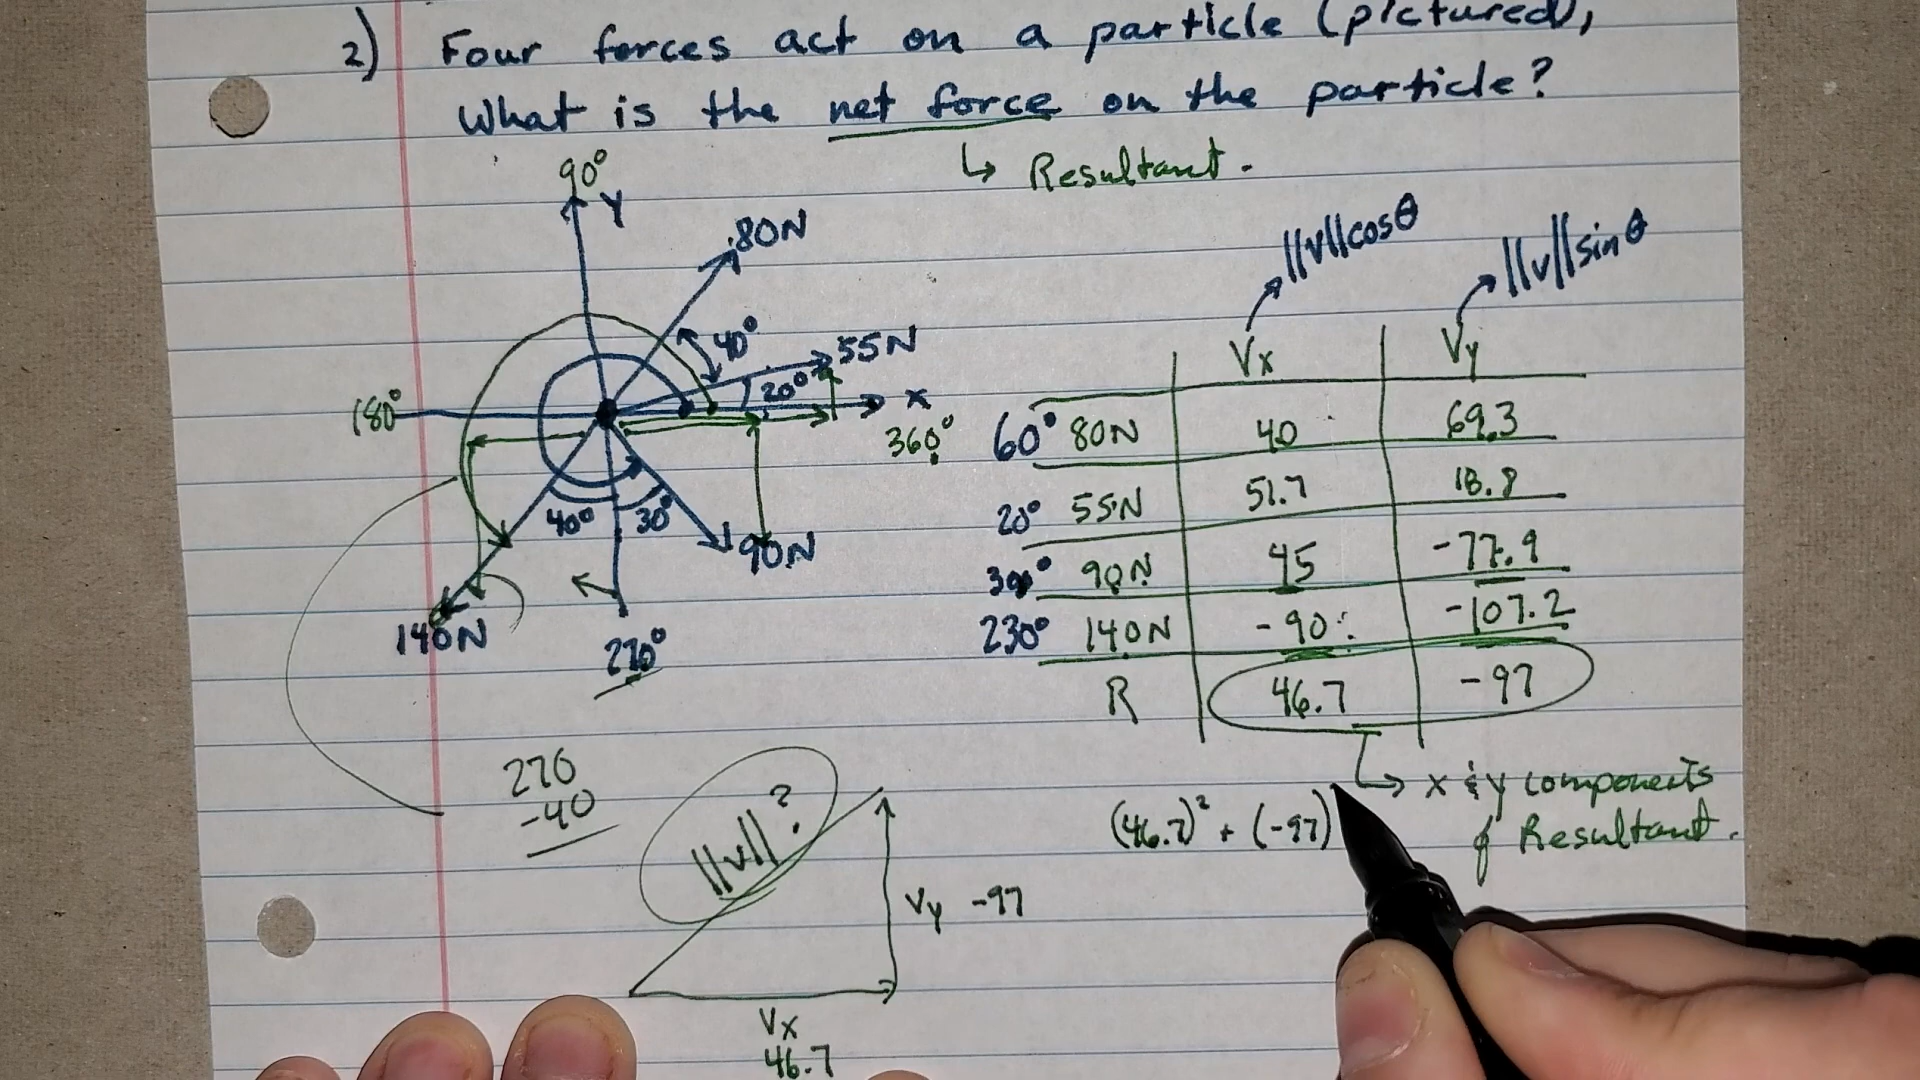 2) Four forces act on a particle (pictured),
What is the net force on the particle?
↳ Resultant.
90°
Y
80N
40°
55N
20°
x
180°
360°
40°
30°
90N
140N
270°
||v||cosθ
||v||sinθ
Vx Vy
60° 80N 40 69.3
20° 55N 51.7 18.8
90N 45 -77.9
230° 140N -90 -107.2
R 46.7 -97
x & y components
of Resultant.
270
-40
||v||?
Vy -97
Vx
46.7
(46.7)² + (-97)